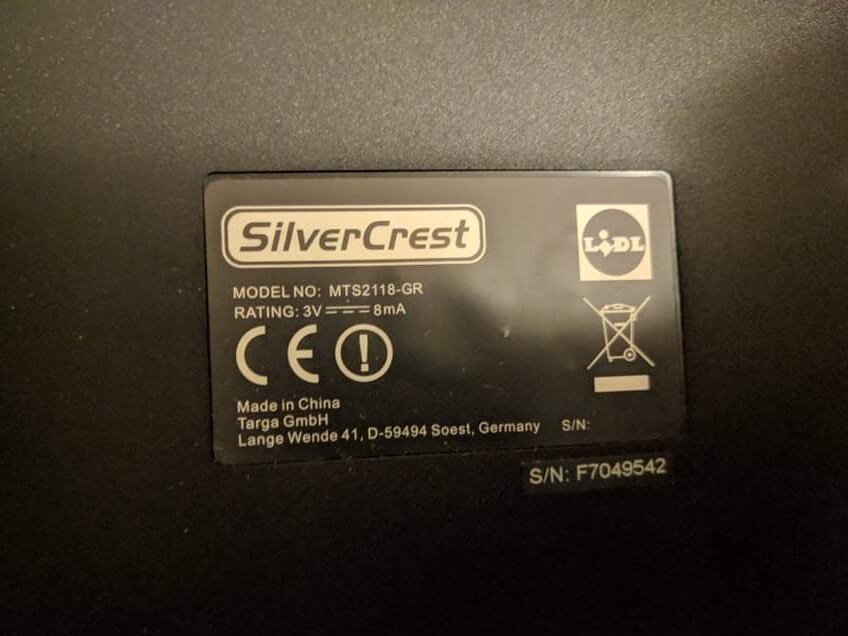 SilverCrest
LIDL
MODEL NO: MTS2118-GR
RATING: 3V⎓8mA
CE
Made in China
Targa GmbH
Lange Wende 41, D-59494 Soest, Germany S/N:
S/N: F7049542